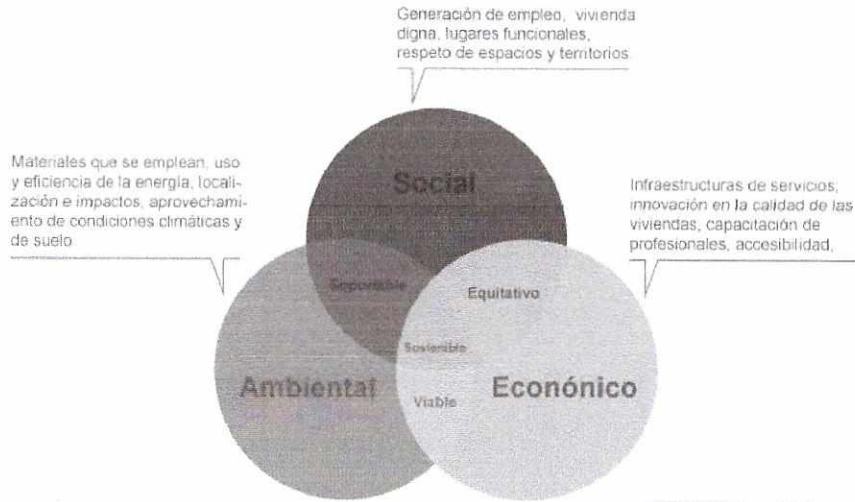 Generación de empleo, vivienda
digna, lugares funcionales,
respeto de espacios y territorios.
Materiales que se emplean, uso
y eficiencia de la energía, locali-
zación e impactos, aprovechami-
ento de condiciones climáticas y
de suelo
Social
Infraestructuras de servicios,
innovación en la calidad de las
viviendas, capacitación de
profesionales, accesibilidad,
Soportable
Equitativo
Sostenible
Ambiental
Econónico
Viable